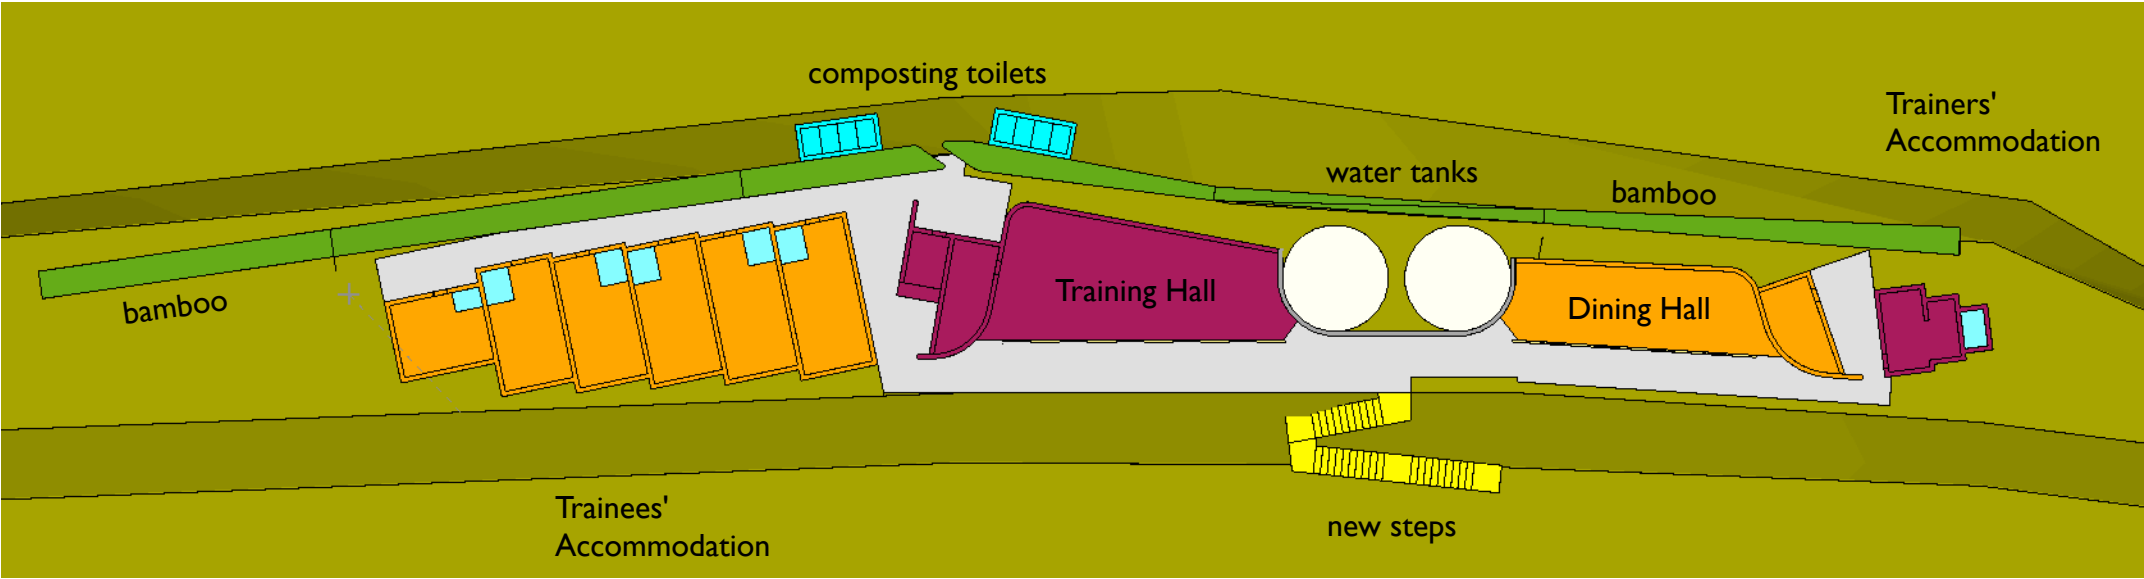 composting toilets
Trainers'
Accommodation
water tanks
bamboo
bamboo
Training Hall
Dining Hall
Trainees'
Accommodation
new steps